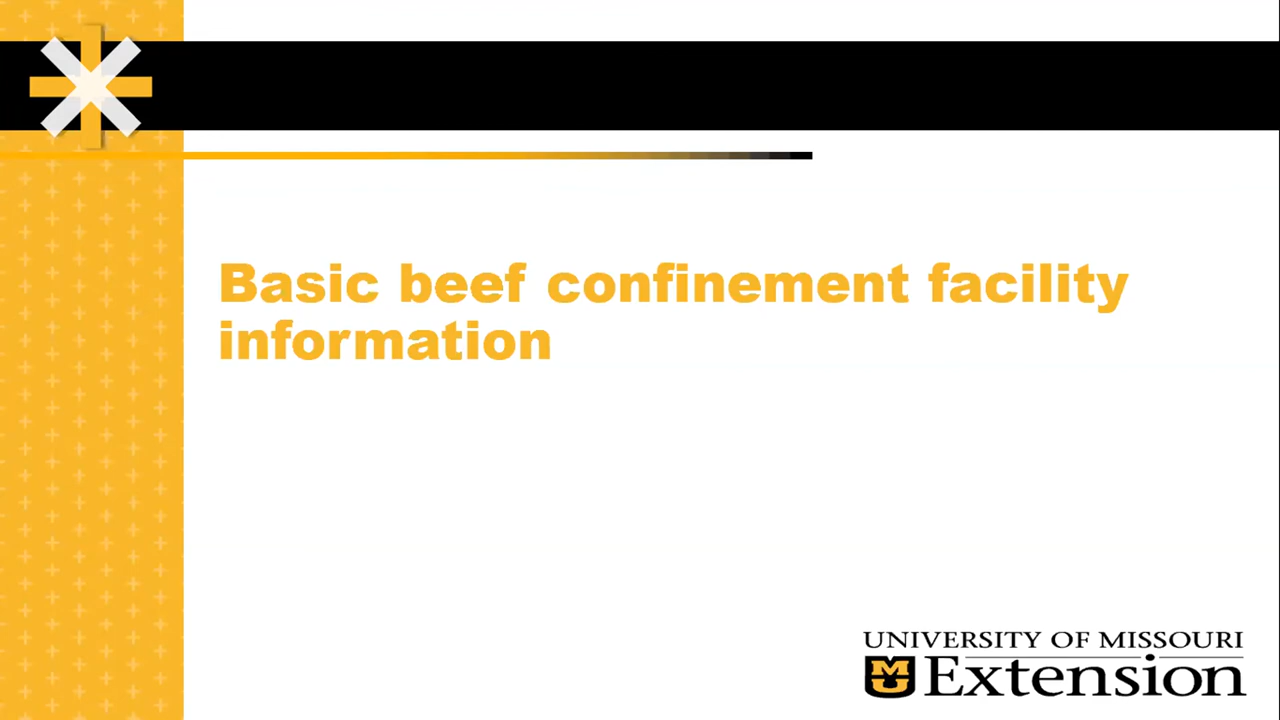 Basic beef confinement facility
information
UNIVERSITY OF MISSOURI
Extension